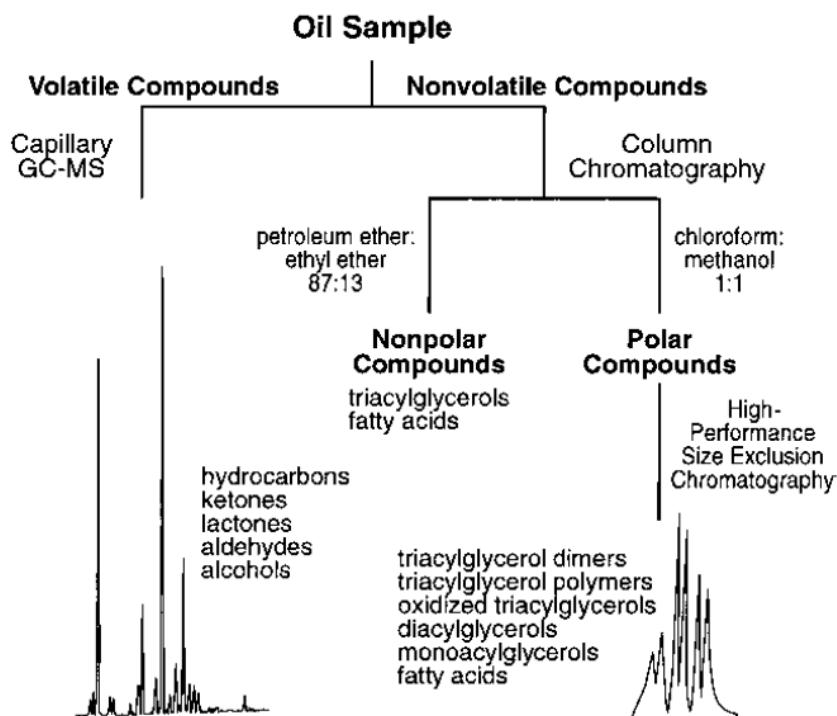 Oil Sample
Volatile Compounds
Nonvolatile Compounds
Capillary
GC-MS
Column
Chromatography
petroleum ether:
ethyl ether
87:13
chloroform:
methanol
1:1
Nonpolar
Compounds
triacylglycerols
fatty acids
Polar
Compounds
High-
Performance
Size Exclusion
Chromatography
hydrocarbons
ketones
lactones
aldehydes
alcohols
triacylglycerol dimers
triacylglycerol polymers
oxidized triacylglycerols
diacylglycerols
monoacylglycerols
fatty acids